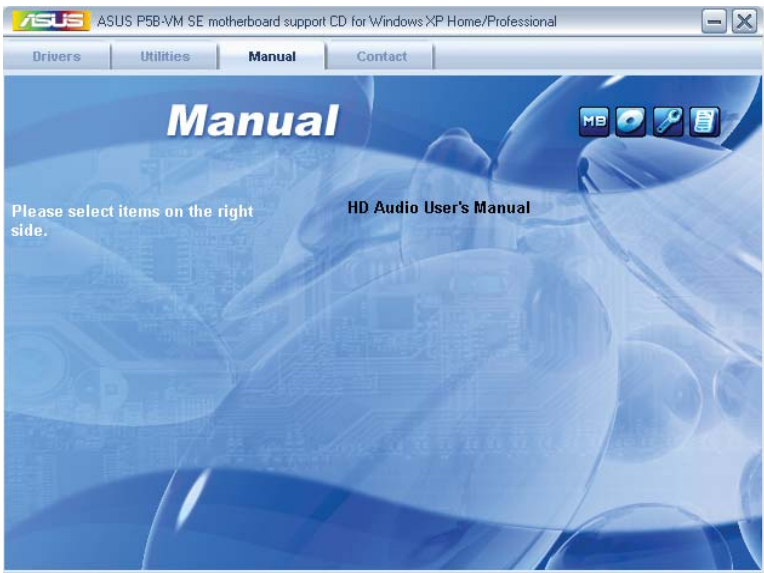 ASUS ASUS P5B-VM SE motherboard support CD for Windows XP Home/Professional
Drivers Utilities Manual Contact
Manual
MB
Please select items on the right
side.
HD Audio User's Manual